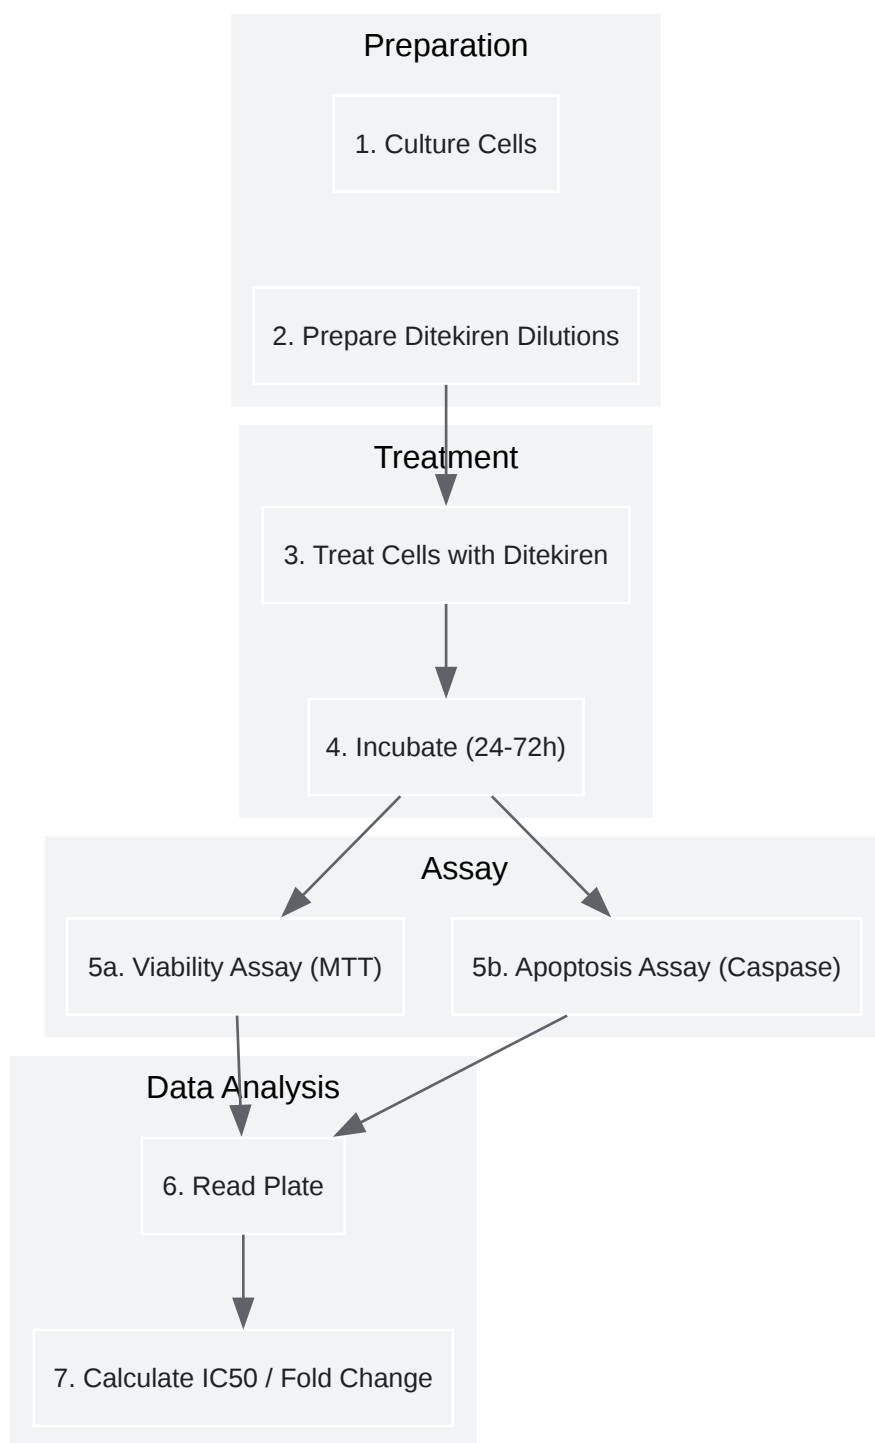 Preparation
1. Culture Cells
2. Prepare Ditekiren Dilutions
Treatment
3. Treat Cells with Ditekiren
4. Incubate (24-72h)
Assay
5a. Viability Assay (MTT)
5b. Apoptosis Assay (Caspase)
Data Analysis
6. Read Plate
7. Calculate IC50 / Fold Change